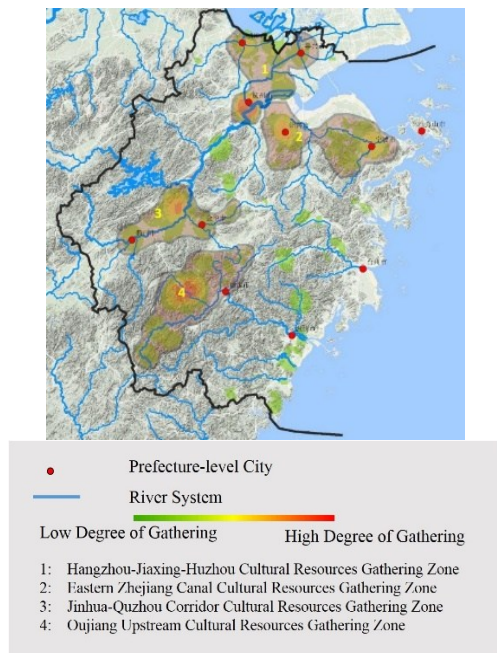 1
2
3
4
Prefecture-level City
River System
Low Degree of Gathering
High Degree of Gathering
1: Hangzhou-Jiaxing-Huzhou Cultural Resources Gathering Zone
2: Eastern Zhejiang Canal Cultural Resources Gathering Zone
3: Jinhua-Quzhou Corridor Cultural Resources Gathering Zone
4: Oujiang Upstream Cultural Resources Gathering Zone